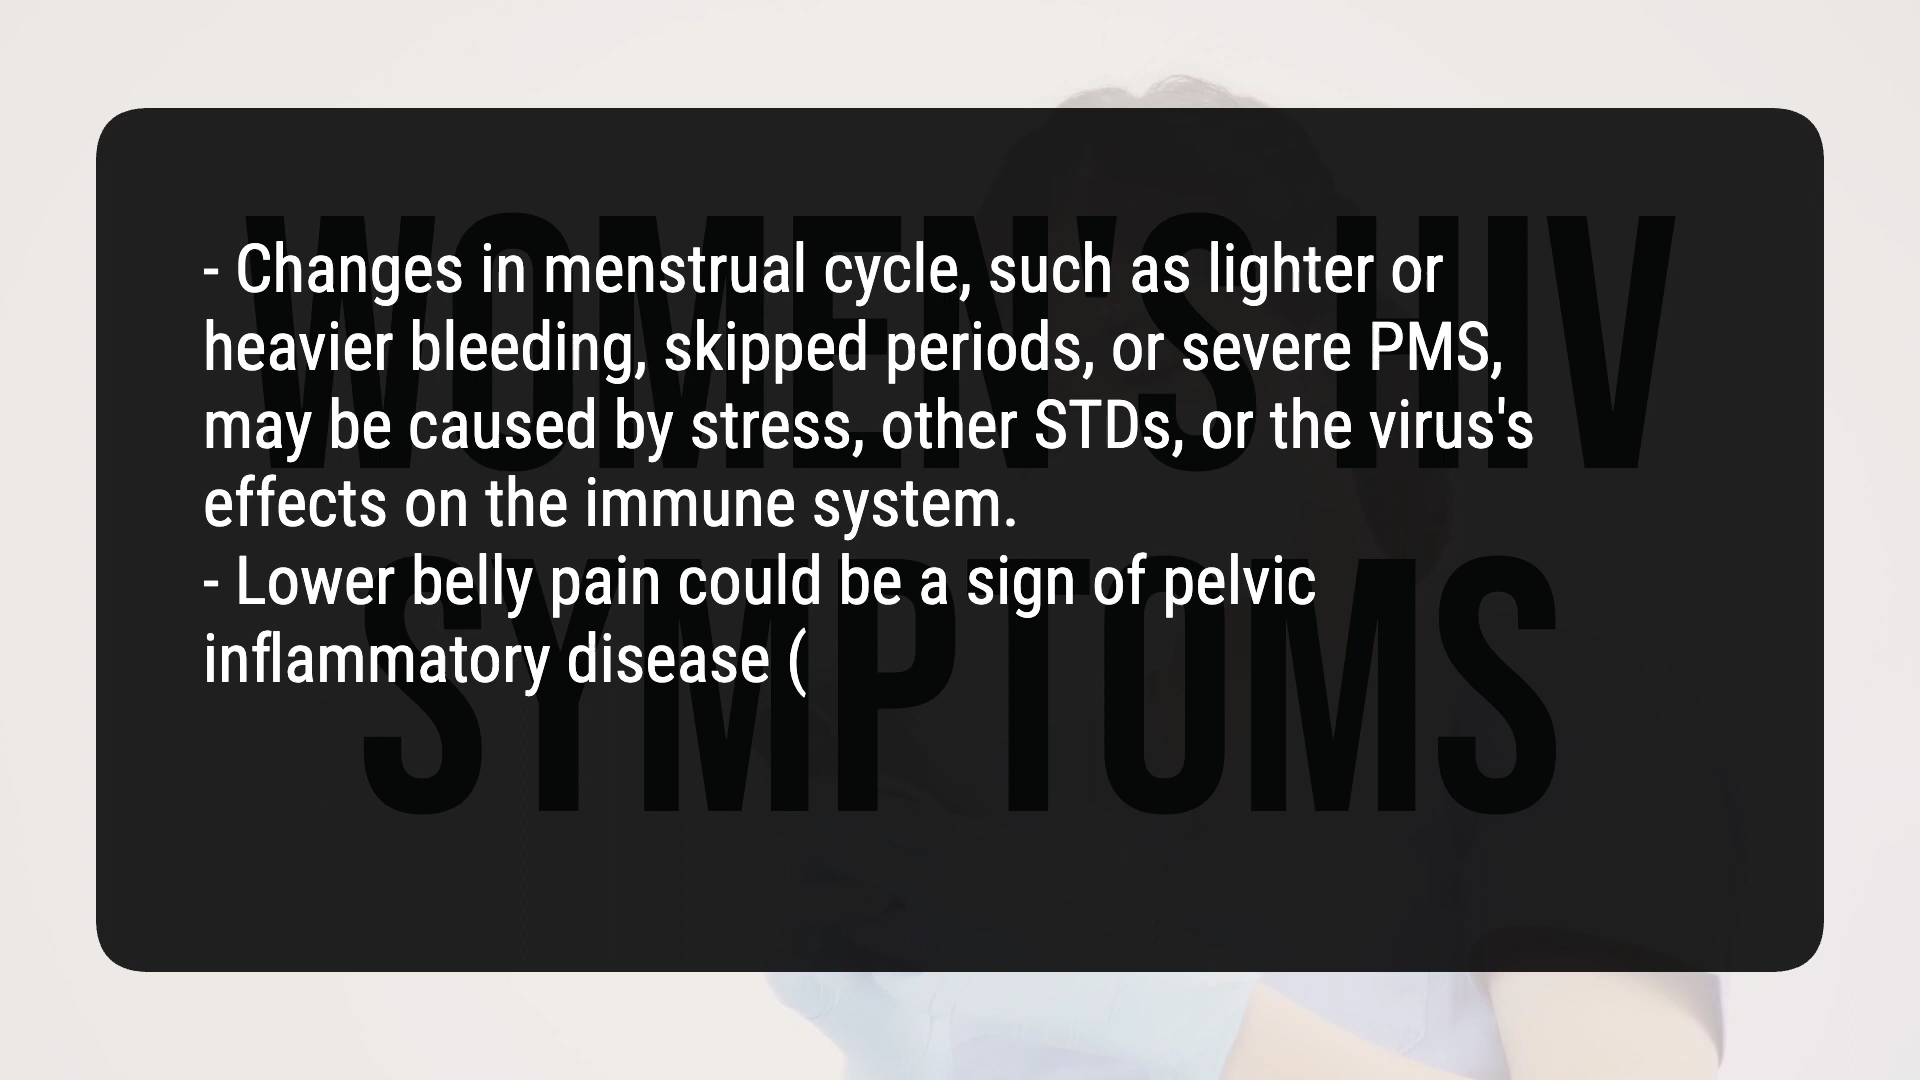 WOMEN'S HIV
SYMPTOMS
- Changes in menstrual cycle, such as lighter or
heavier bleeding, skipped periods, or severe PMS,
may be caused by stress, other STDs, or the virus's
effects on the immune system.
- Lower belly pain could be a sign of pelvic
inflammatory disease (